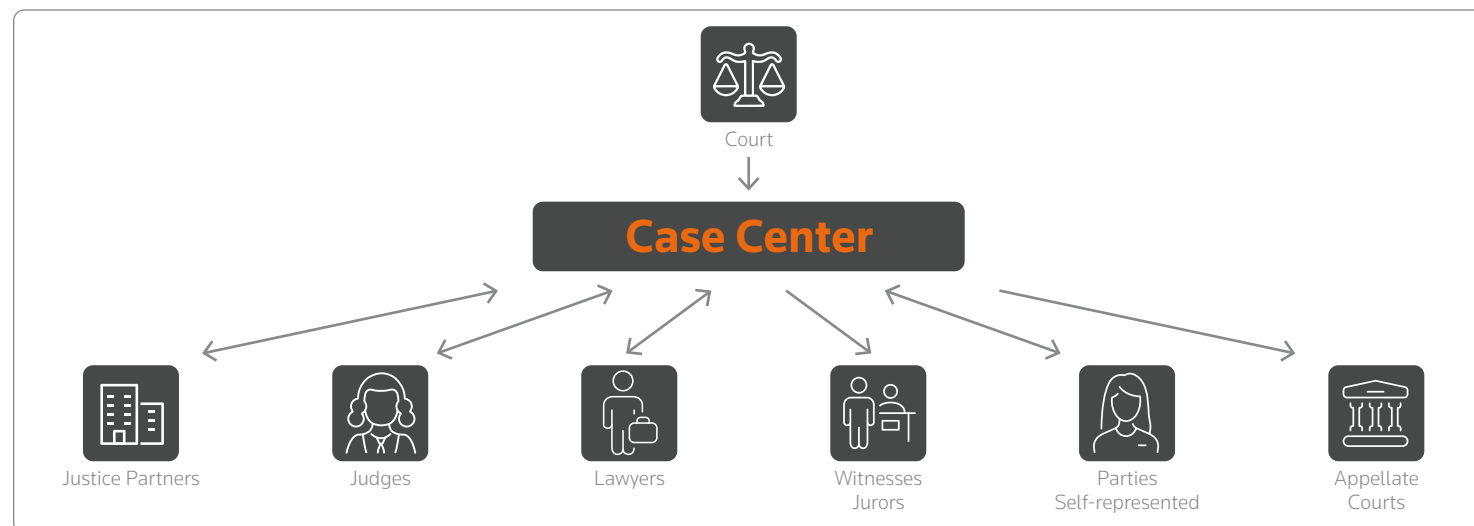 Court
Case Center
Justice Partners
Judges
Lawyers
Witnesses
Jurors
Parties
Self-represented
Appellate
Courts